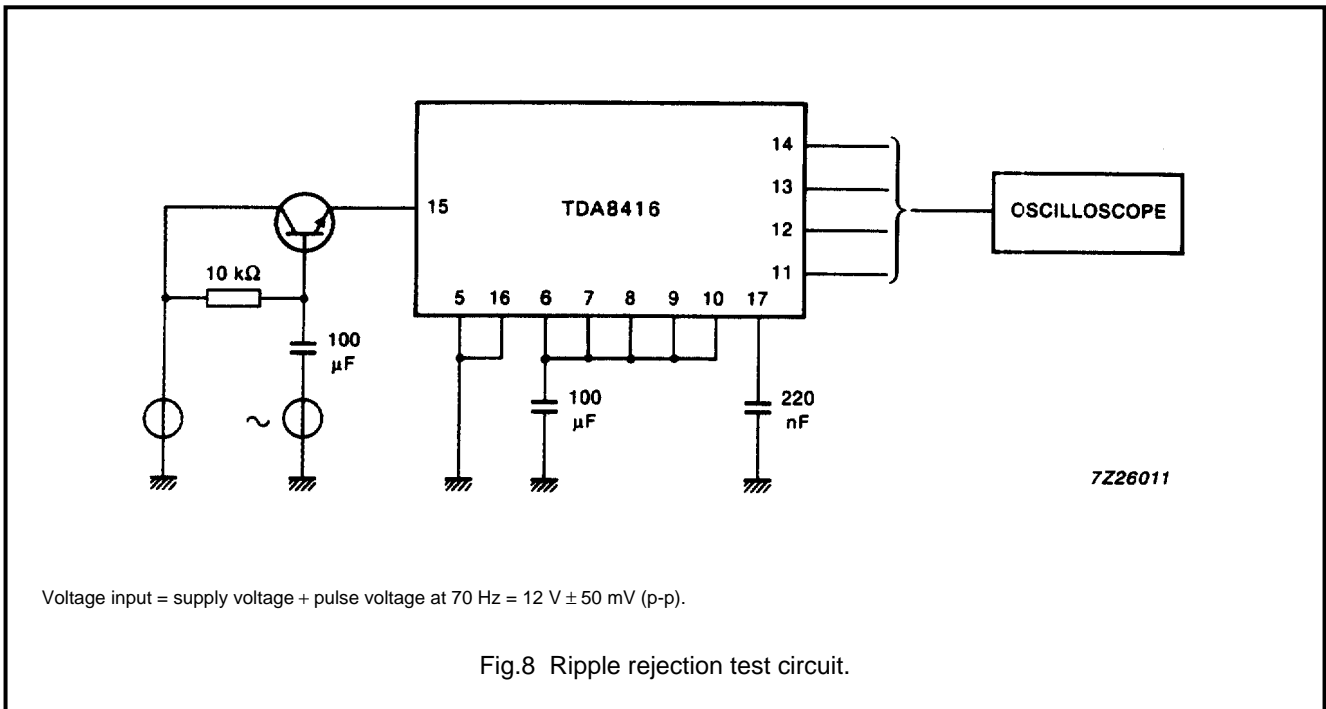 14
13
15 TDA8416 12 OSCILLOSCOPE
11
10 kΩ
5 16 6 7 8 9 10 17
100
μF
100
μF
220
nF
~
7Z26011
Voltage input = supply voltage + pulse voltage at 70 Hz = 12 V ± 50 mV (p-p).
Fig.8 Ripple rejection test circuit.